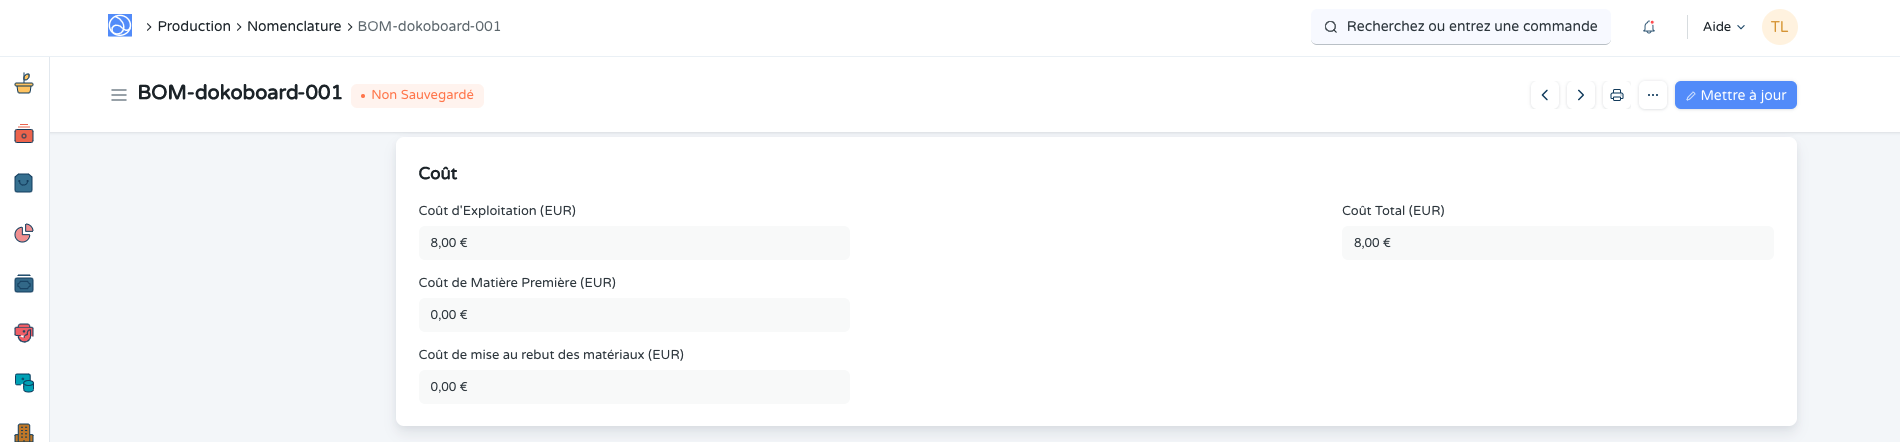 Production Nomenclature BOM-dokoboard-001 Recherchez ou entrez une commande Aide TL
BOM-dokoboard-001 Non Sauvegardé Mettre à jour
Coût
Coût d'Exploitation (EUR) Coût Total (EUR)
8,00 € 8,00 €
Coût de Matière Première (EUR)
0,00 €
Coût de mise au rebut des matériaux (EUR)
0,00 €